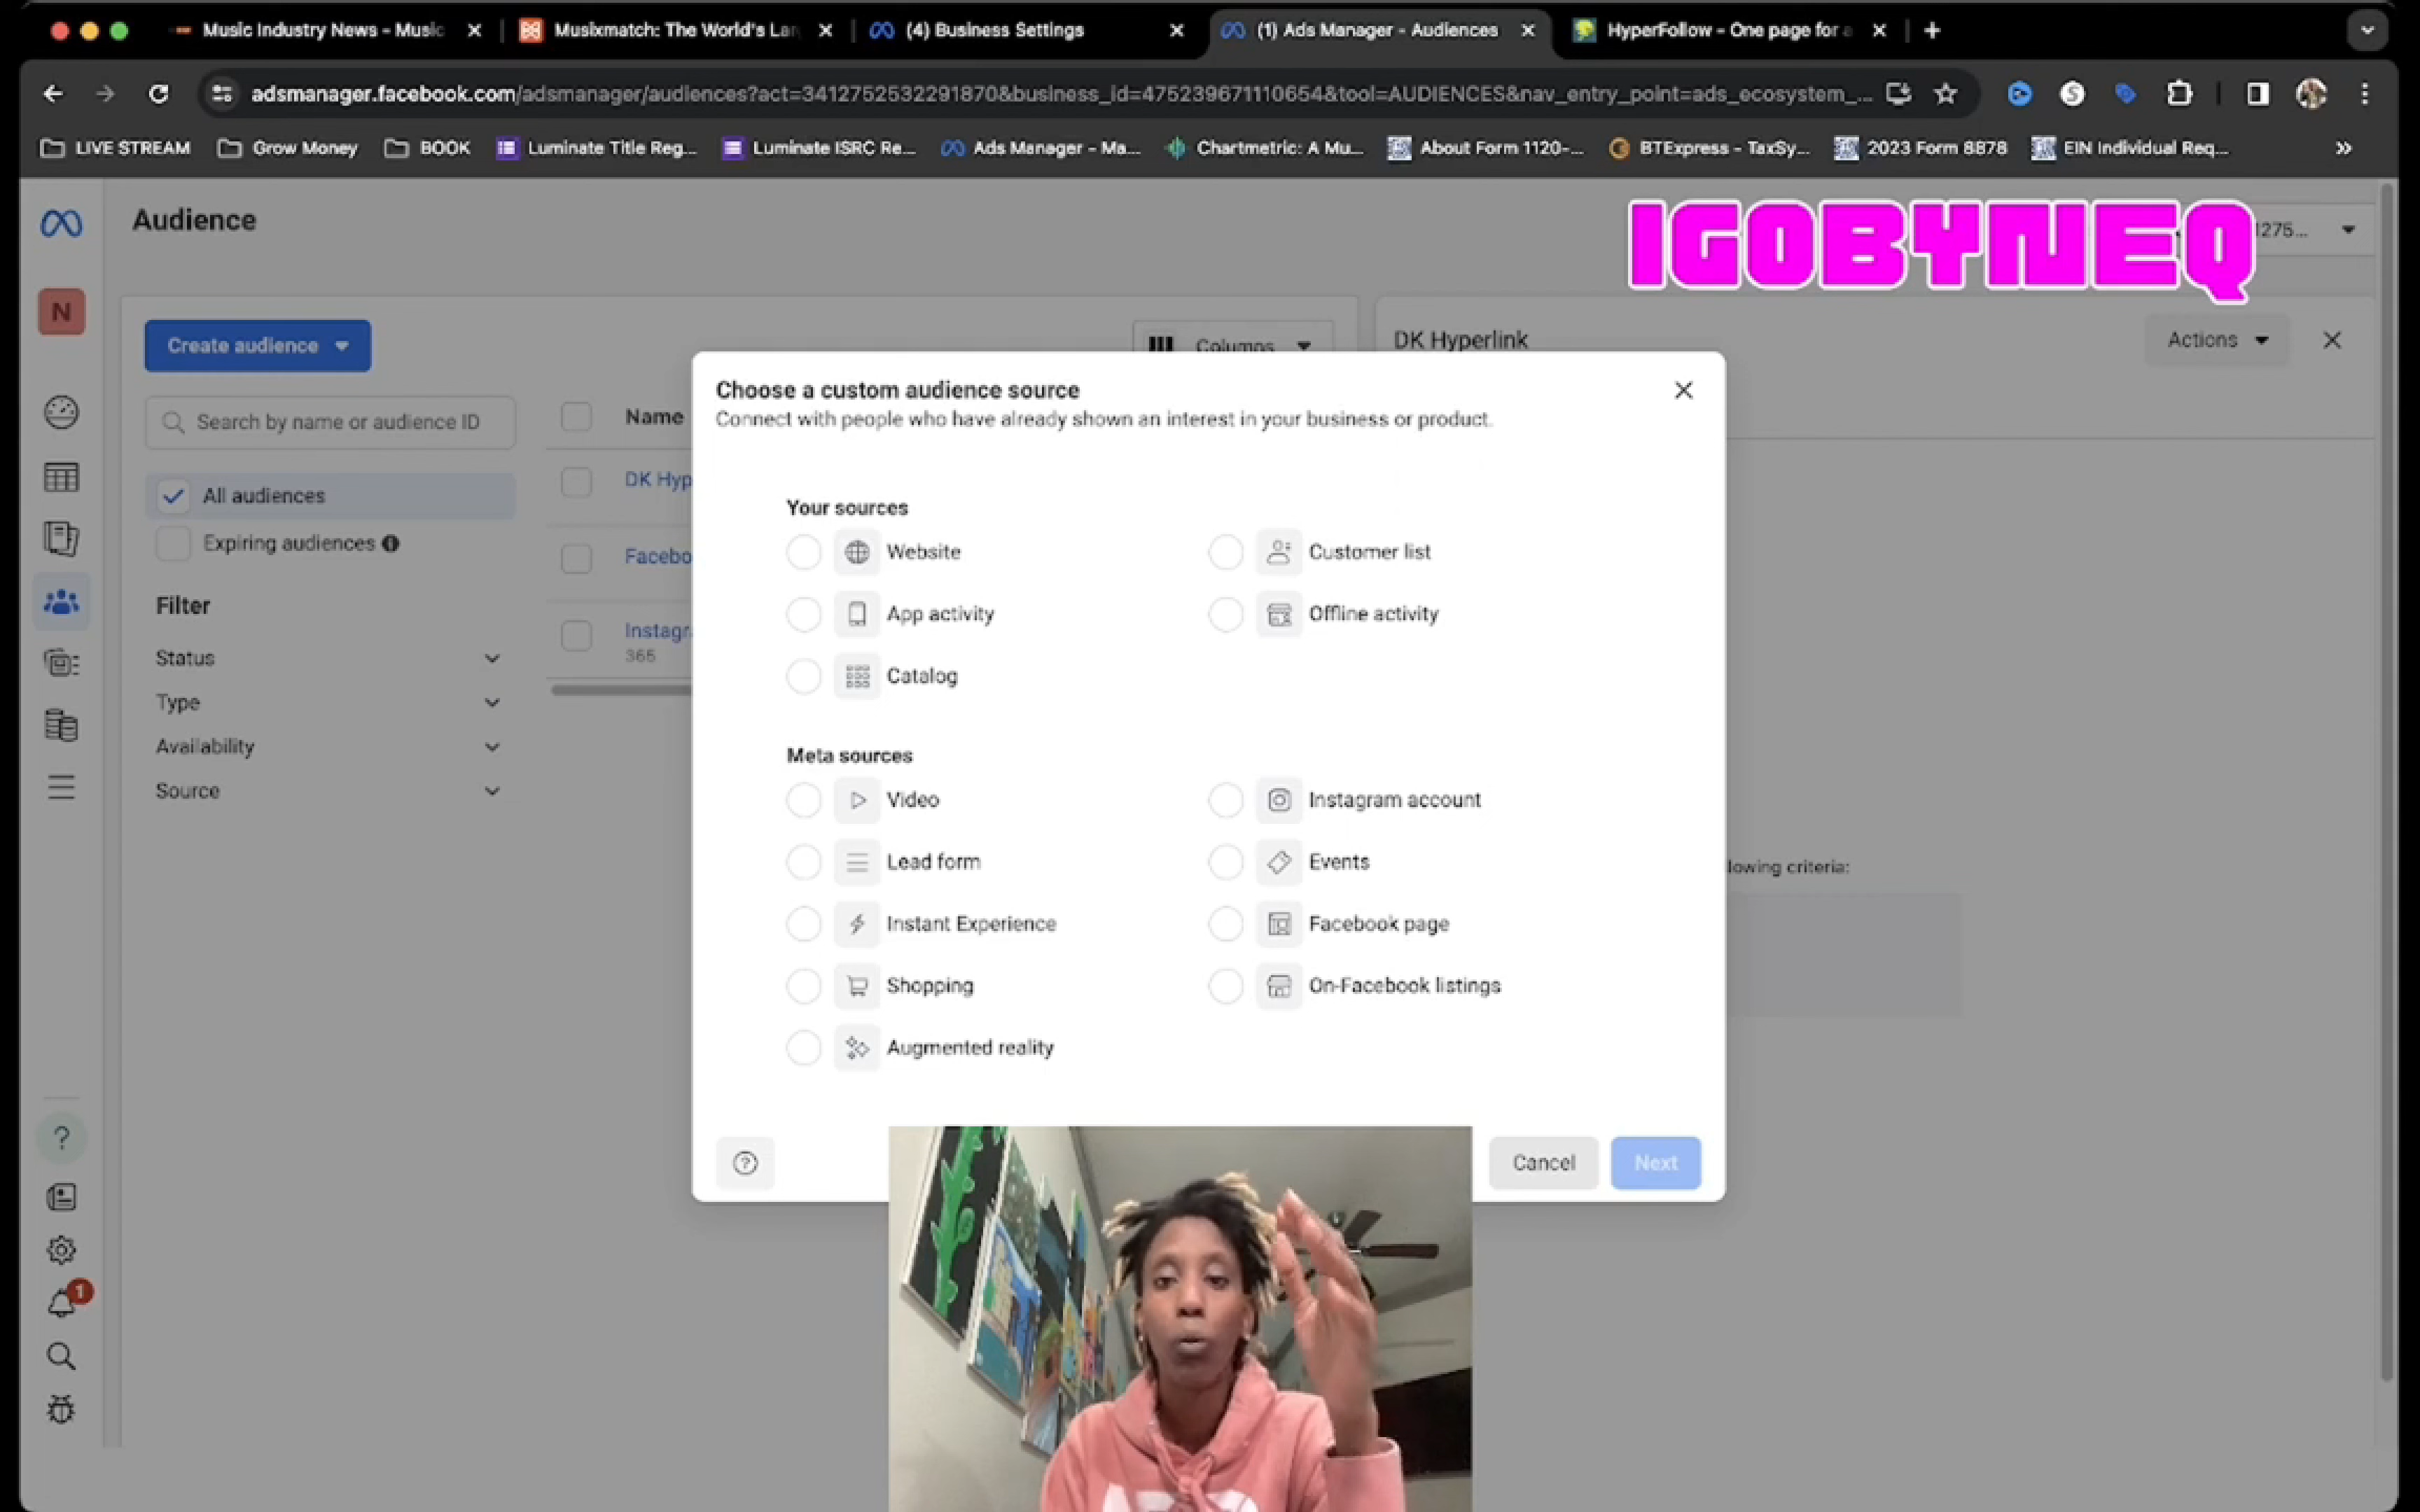 Music Industry News - Music
Musixmatch: The World's Lar
(4) Business Settings
(1) Ads Manager - Audiences
HyperFollow - One page for a
adsmanager.facebook.com/adsmanager/audiences?act=3412752532291870&business_id=475239671110654&tool=AUDIENCES&nav_entry_point=ads_ecosystem_...
LIVE STREAM
Grow Money
BOOK
Luminate Title Reg...
Luminate ISRC Re...
Ads Manager - Ma...
Chartmetric: A Mu...
About Form 1120-...
BTExpress - TaxSy...
2023 Form 8878
EIN Individual Req...
Audience
IGOBYNEQ
1275...
N
Create audience
Columns
DK Hyperlink
Actions
Search by name or audience ID
Name
All audiences
DK Hyp
Expiring audiences
Facebo
Filter
Instagr
365
Status
Type
Availability
Source
Choose a custom audience source
Connect with people who have already shown an interest in your business or product.
Your sources
Website
Customer list
App activity
Offline activity
Catalog
Meta sources
Video
Instagram account
Lead form
Events
Instant Experience
Facebook page
Shopping
On-Facebook listings
Augmented reality
lowing criteria:
Cancel
Next
1